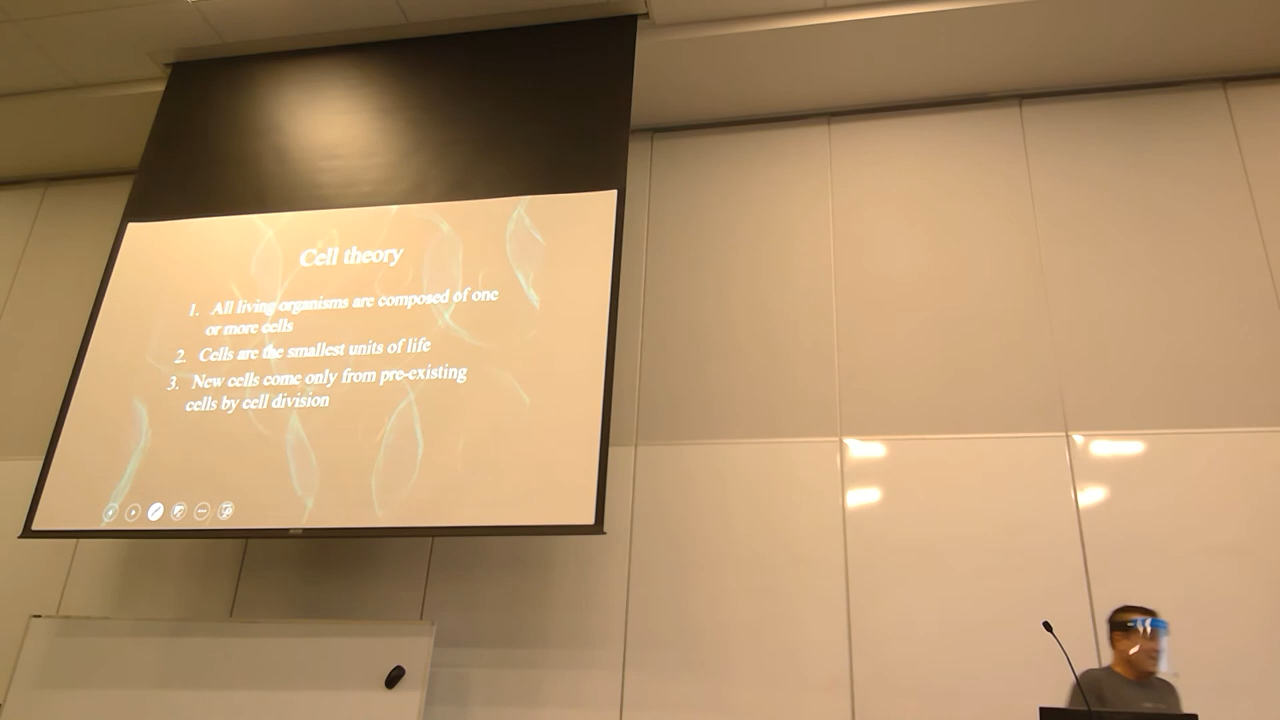 Cell theory
1. All living organisms are composed of one
or more cells
2. Cells are the smallest units of life
3. New cells come only from pre-existing
cells by cell division